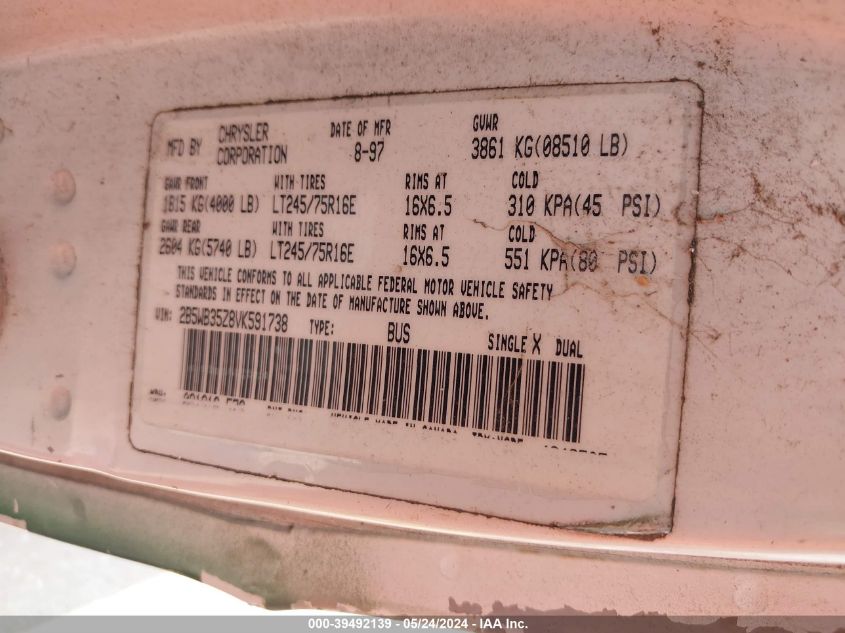 MFD BY CHRYSLER CORPORATION DATE OF MFR 8-97 GVWR 3861 KG(08510 LB)
GAWR FRONT WITH TIRES RIMS AT COLD
1815 KG(4000 LB) LT245/75R16E 16X6.5 310 KPA(45 PSI)
GAWR REAR WITH TIRES RIMS AT COLD
2604 KG(5740 LB) LT245/75R16E 16X6.5 551 KPA(80 PSI)
THIS VEHICLE CONFORMS TO ALL APPLICABLE FEDERAL MOTOR VEHICLE SAFETY
STANDARDS IN EFFECT ON THE DATE OF MANUFACTURE SHOWN ABOVE.
VIN: 2B5WB35Z8VK591738 TYPE: BUS SINGLE X DUAL
VEHICLE MADE IN CANADA
000-39492139 - 05/24/2024 - IAA Inc.